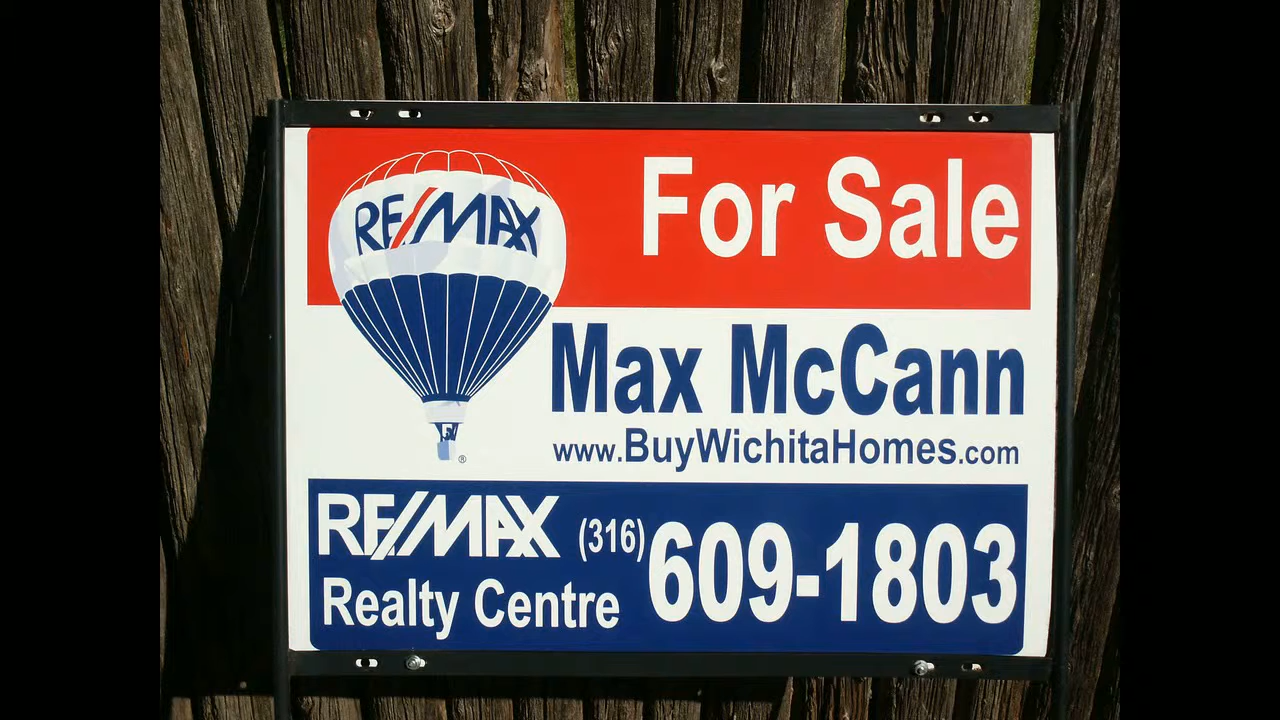 RE/MAX
For Sale
Max McCann
www.BuyWichitaHomes.com
®
RE/MAX
(316) 609-1803
Realty Centre